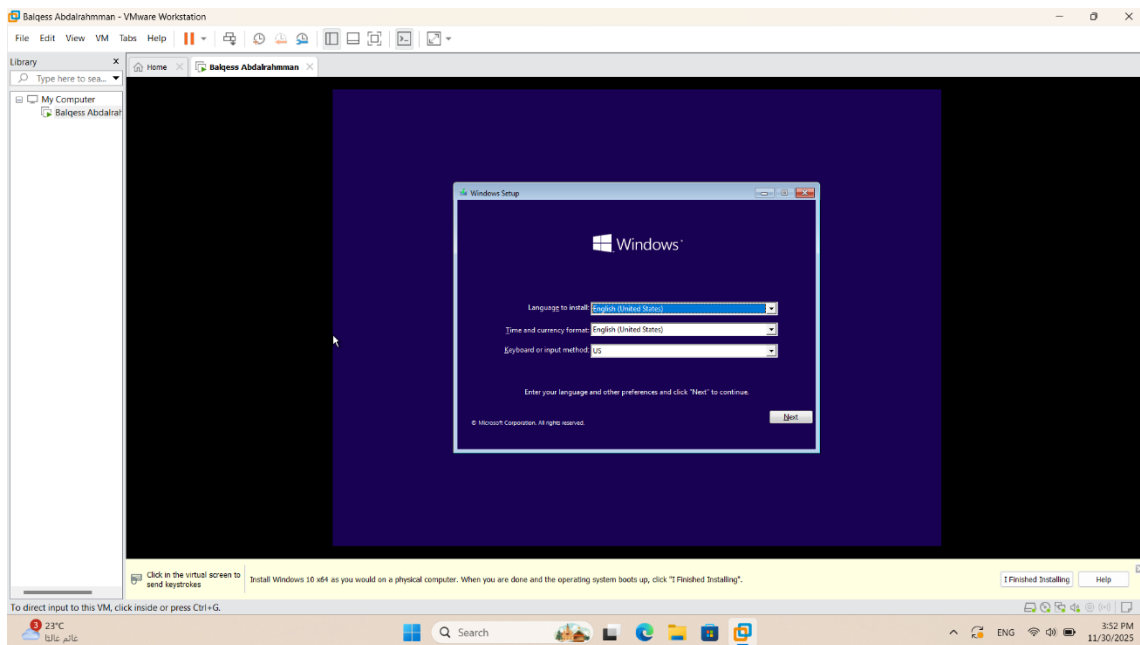 Balqess Abdalrahmman - VMware Workstation
File Edit View VM Tabs Help
Library
Type here to sea...
My Computer
Balqess Abdalrah
Home
Balqess Abdalrahmman
Windows Setup
Windows
Language to install: English (United States)
Time and currency format: English (United States)
Keyboard or input method: US
Enter your language and other preferences and click "Next" to continue.
© Microsoft Corporation. All rights reserved.
Next
Click in the virtual screen to
send keystrokes
Install Windows 10 x64 as you would on a physical computer. When you are done and the operating system boots up, click "I Finished Installing".
I Finished Installing
Help
To direct input to this VM, click inside or press Ctrl+G.
3
23°C
غائم غالبًا
Search
ENG
3:52 PM
11/30/2025